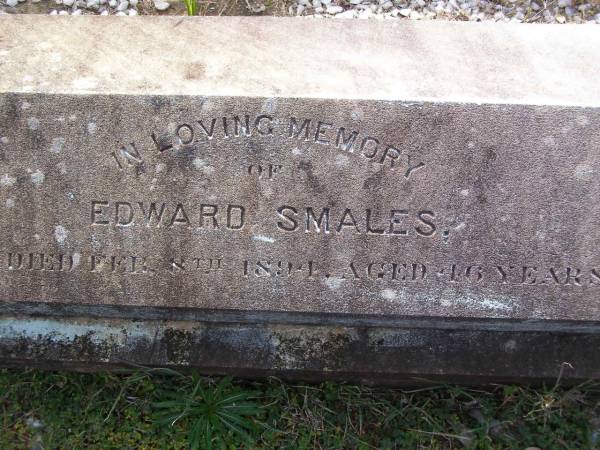 IN LOVING MEMORY
OF
EDWARD SMALES.
DIED FEB. 8TH 1894. AGED 46 YEARS